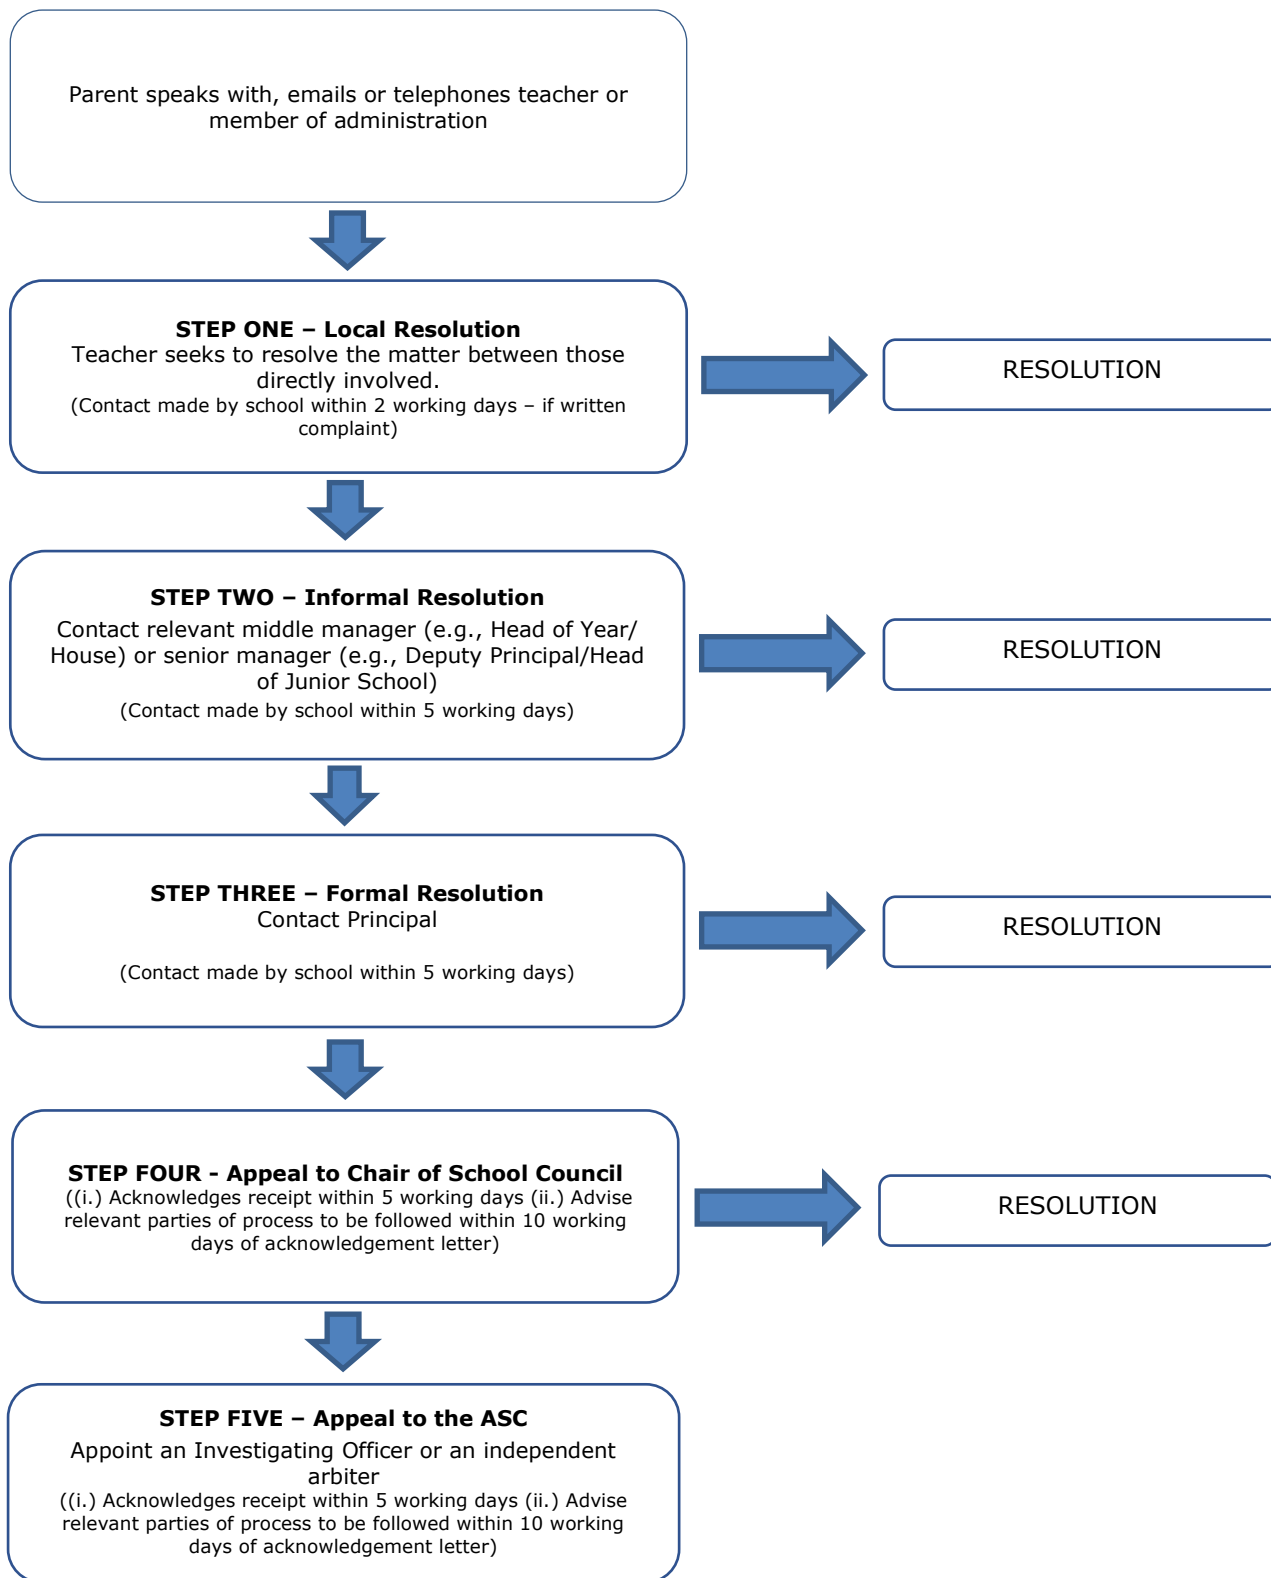 Parent speaks with, emails or telephones teacher or
member of administration
STEP ONE – Local Resolution
Teacher seeks to resolve the matter between those
directly involved.
(Contact made by school within 2 working days – if written
complaint)
RESOLUTION
STEP TWO – Informal Resolution
Contact relevant middle manager (e.g., Head of Year/
House) or senior manager (e.g., Deputy Principal/Head
of Junior School)
(Contact made by school within 5 working days)
RESOLUTION
STEP THREE – Formal Resolution
Contact Principal
(Contact made by school within 5 working days)
RESOLUTION
STEP FOUR - Appeal to Chair of School Council
((i.) Acknowledges receipt within 5 working days (ii.) Advise
relevant parties of process to be followed within 10 working
days of acknowledgement letter)
RESOLUTION
STEP FIVE – Appeal to the ASC
Appoint an Investigating Officer or an independent
arbiter
((i.) Acknowledges receipt within 5 working days (ii.) Advise
relevant parties of process to be followed within 10 working
days of acknowledgement letter)